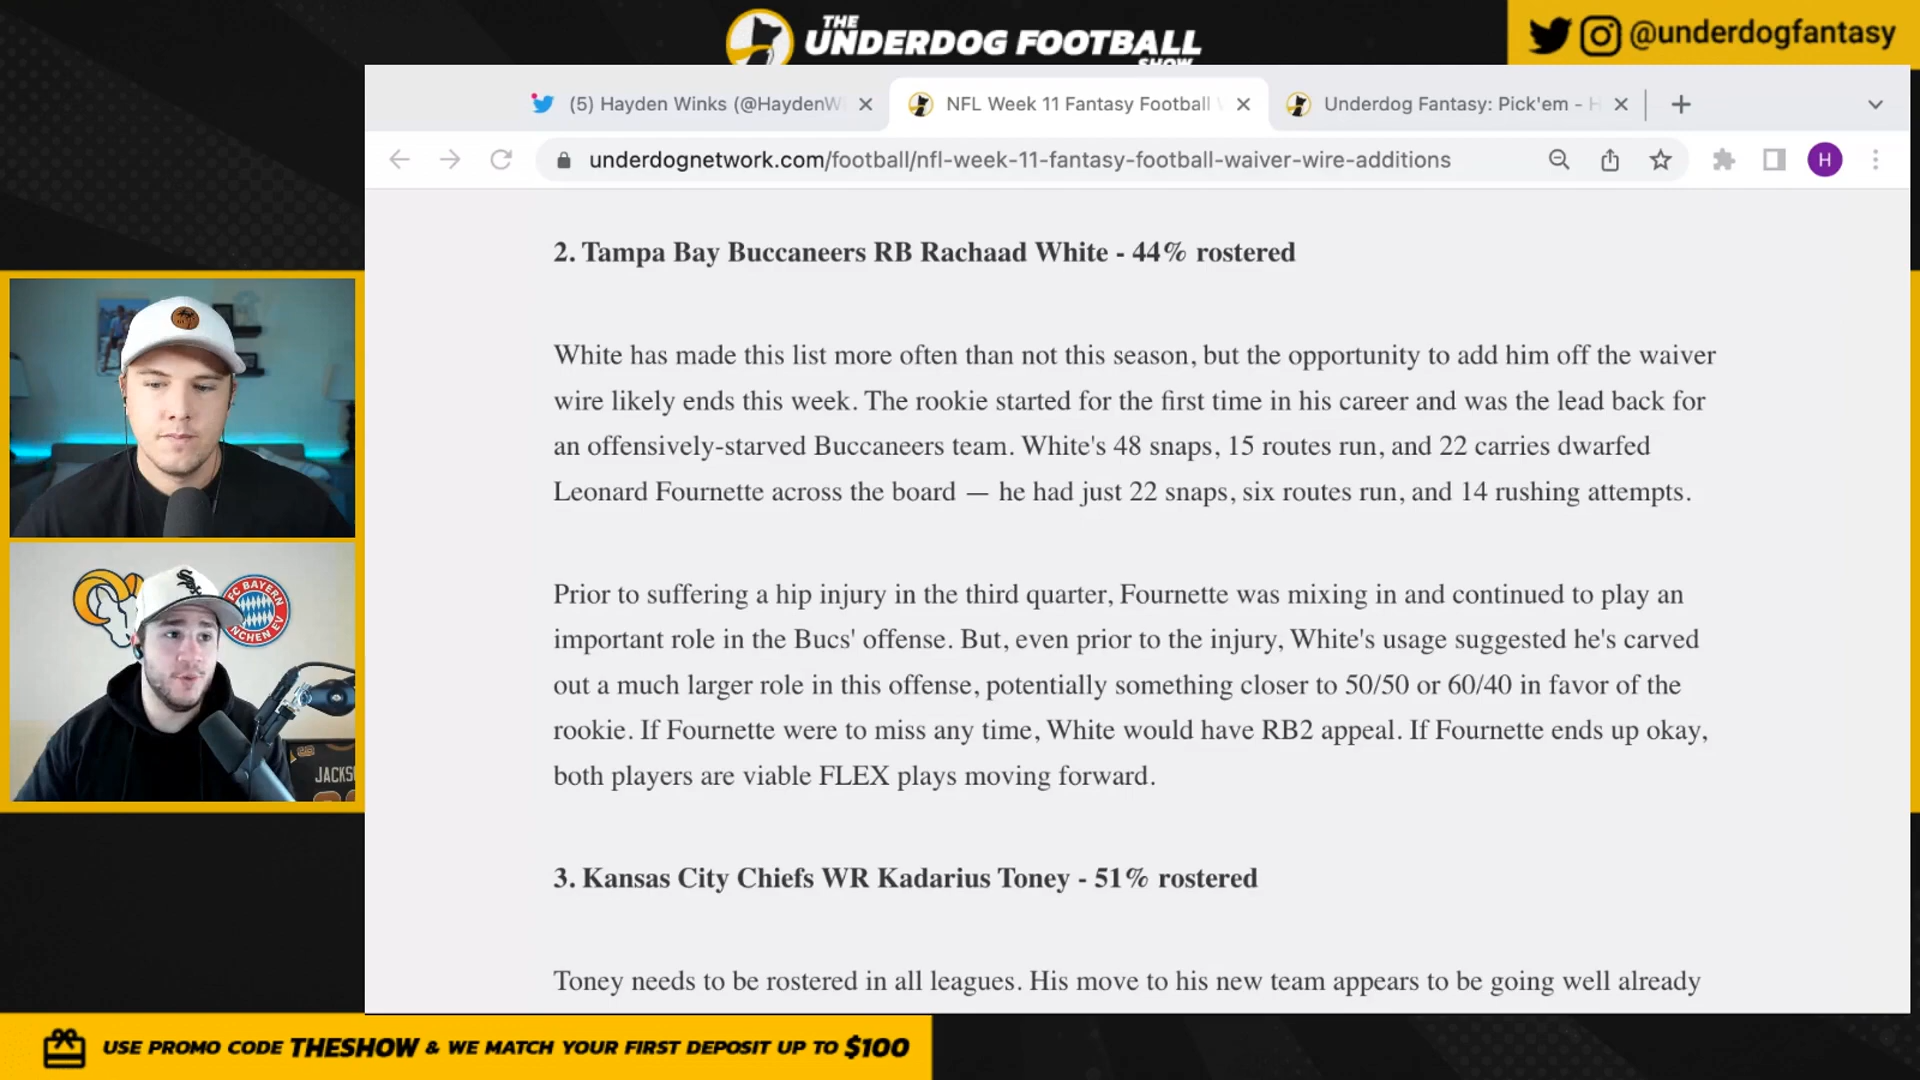 THE
UNDERDOG FOOTBALL
SHOW
@underdogfantasy
(5) Hayden Winks (@HaydenWi
NFL Week 11 Fantasy Football
Underdog Fantasy: Pick'em - H
underdognetwork.com/football/nfl-week-11-fantasy-football-waiver-wire-additions
H
2. Tampa Bay Buccaneers RB Rachaad White - 44% rostered
White has made this list more often than not this season, but the opportunity to add him off the waiver
wire likely ends this week. The rookie started for the first time in his career and was the lead back for
an offensively-starved Buccaneers team. White's 48 snaps, 15 routes run, and 22 carries dwarfed
Leonard Fournette across the board — he had just 22 snaps, six routes run, and 14 rushing attempts.
Prior to suffering a hip injury in the third quarter, Fournette was mixing in and continued to play an
important role in the Bucs' offense. But, even prior to the injury, White's usage suggested he's carved
out a much larger role in this offense, potentially something closer to 50/50 or 60/40 in favor of the
rookie. If Fournette were to miss any time, White would have RB2 appeal. If Fournette ends up okay,
both players are viable FLEX plays moving forward.
3. Kansas City Chiefs WR Kadarius Toney - 51% rostered
Toney needs to be rostered in all leagues. His move to his new team appears to be going well already
Sox
FC BAYERN
NCHEN EV
JACKS
USE PROMO CODE THESHOW & WE MATCH YOUR FIRST DEPOSIT UP TO $100